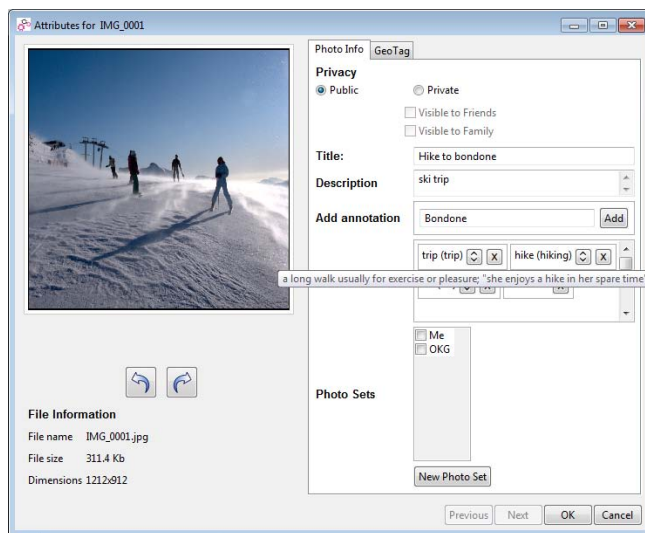 Attributes for IMG_0001
Photo Info GeoTag
Privacy
Public Private
Visible to Friends
Visible to Family
Title: Hike to bondone
Description ski trip
Add annotation Bondone Add
trip (trip) x hike (hiking) x
a long walk usually for exercise or pleasure; "she enjoys a hike in her spare time"
Me
OKG
Photo Sets
New Photo Set
File Information
File name IMG_0001.jpg
File size 311.4 Kb
Dimensions 1212x912
Previous Next OK Cancel